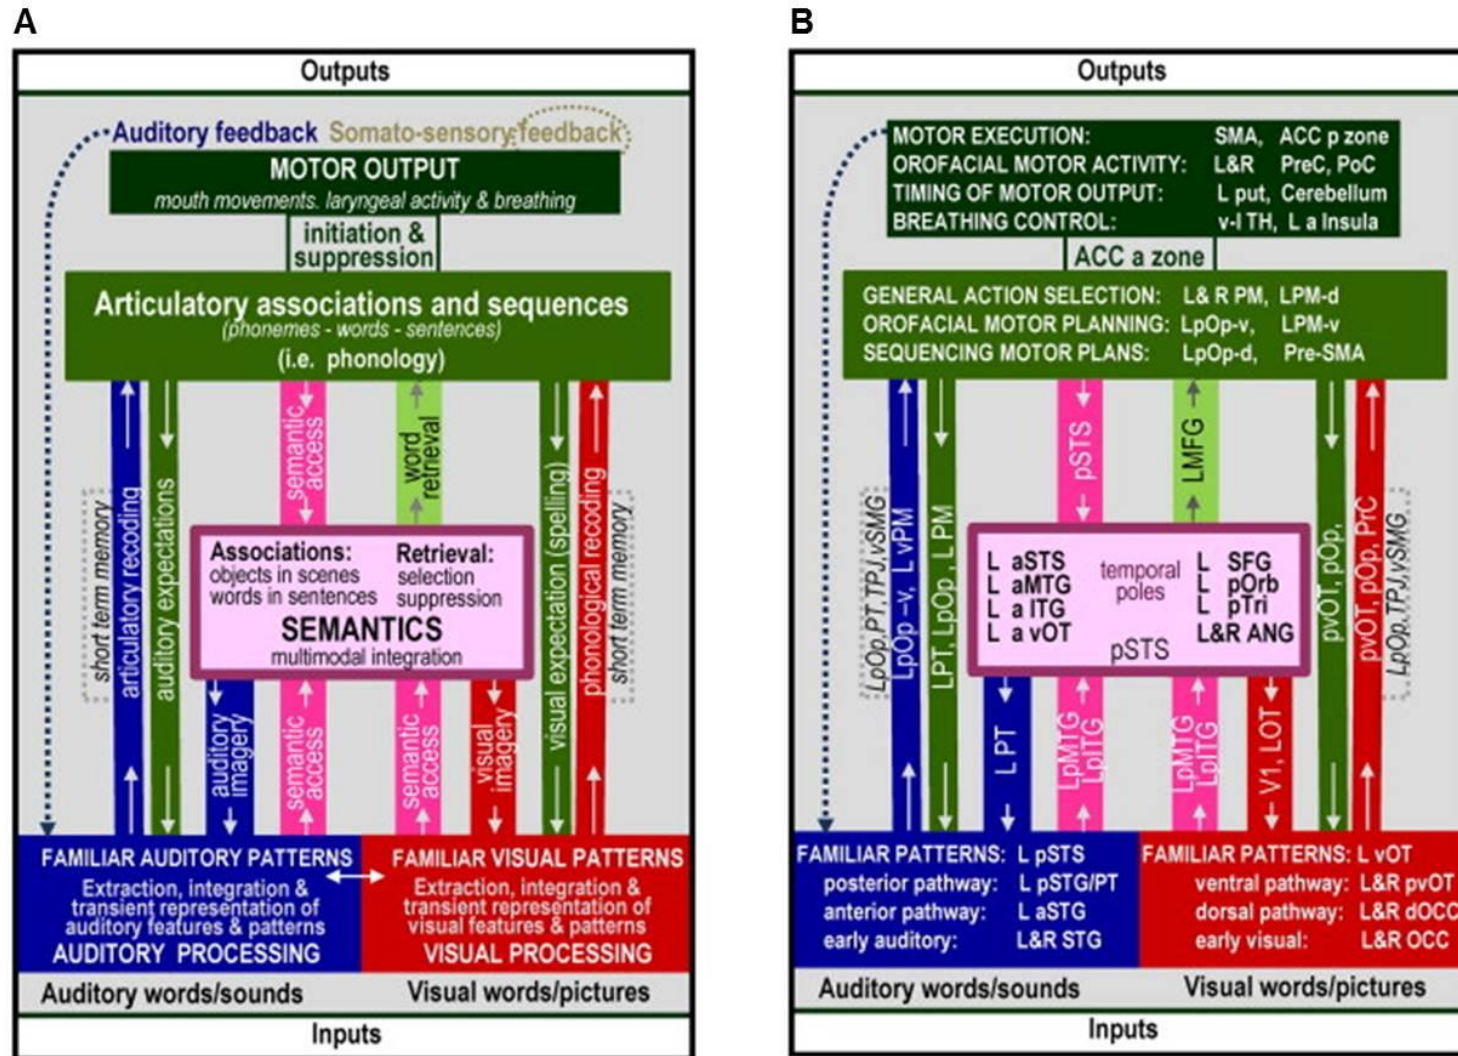 A
Outputs
Auditory feedback Somato-sensory feedback
MOTOR OUTPUT
mouth movements. laryngeal activity & breathing
initiation &
suppression
Articulatory associations and sequences
(phonemes - words - sentences)
(i.e. phonology)
short term memory
articulatory recoding
auditory expectations
semantic
access
word
retrieval
visual expectation (spelling)
phonological recoding
short term memory
Associations:
objects in scenes
words in sentences
Retrieval:
selection
suppression
SEMANTICS
multimodal integration
auditory
imagery
semantic
access
semantic
access
visual
imagery
FAMILIAR AUDITORY PATTERNS
Extraction, integration &
transient representation of
auditory features & patterns
AUDITORY PROCESSING
FAMILIAR VISUAL PATTERNS
Extraction, integration &
transient representation of
visual features & patterns
VISUAL PROCESSING
Auditory words/sounds
Visual words/pictures
Inputs
B
Outputs
MOTOR EXECUTION: SMA, ACC p zone
OROFACIAL MOTOR ACTIVITY: L&R PreC, PoC
TIMING OF MOTOR OUTPUT: L put, Cerebellum
BREATHING CONTROL: v-l TH, L a Insula
ACC a zone
GENERAL ACTION SELECTION: L& R PM, LPM-d
OROFACIAL MOTOR PLANNING: LpOp-v, LPM-v
SEQUENCING MOTOR PLANS: LpOp-d, Pre-SMA
LpOp,PT,TPJ,vSMG
LpOp –v, L vPM
LPT, LpOp , L PM
pSTS
LMFG
pvOT, pOp,
pvOT, pOp, PrC
LpOp,TPJ,vSMG
L aSTS
L aMTG
L a ITG
L a vOT
temporal
poles
pSTS
L SFG
L pOrb
L pTri
L&R ANG
LPT
LpMTG
LpITG
LpMTG
LpITG
V1, LOT
FAMILIAR PATTERNS: L pSTS
posterior pathway: L pSTG/PT
anterior pathway: L aSTG
early auditory: L&R STG
FAMILIAR PATTERNS: L vOT
ventral pathway: L&R pvOT
dorsal pathway: L&R dOCC
early visual: L&R OCC
Auditory words/sounds
Visual words/pictures
Inputs